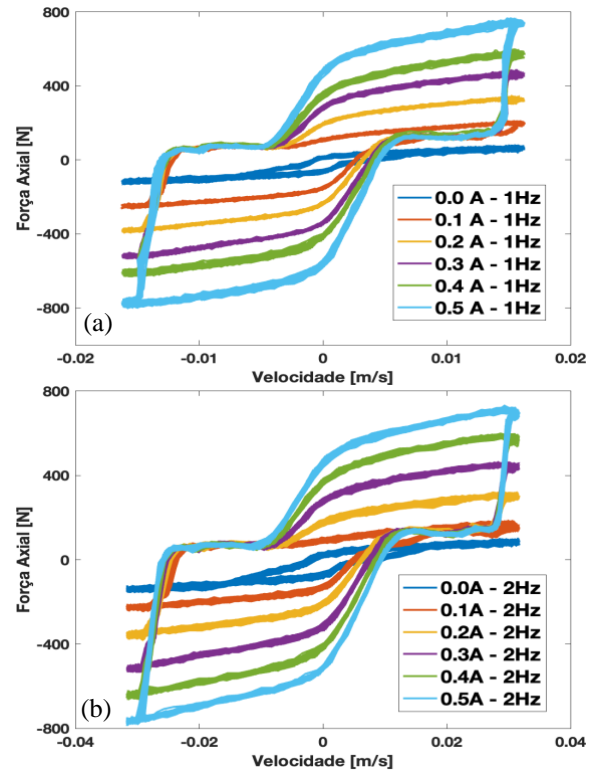 800
400
0
-400
-800
Força Axial [N]
(a)
0.0 A - 1Hz
0.1 A - 1Hz
0.2 A - 1Hz
0.3 A - 1Hz
0.4 A - 1Hz
0.5 A - 1Hz
-0.02 -0.01 0 0.01 0.02
Velocidade [m/s]
800
400
0
-400
-800
Força Axial [N]
(b)
0.0A - 2Hz
0.1A - 2Hz
0.2A - 2Hz
0.3A - 2Hz
0.4A - 2Hz
0.5A - 2Hz
-0.04 -0.02 0 0.02 0.04
Velocidade [m/s]